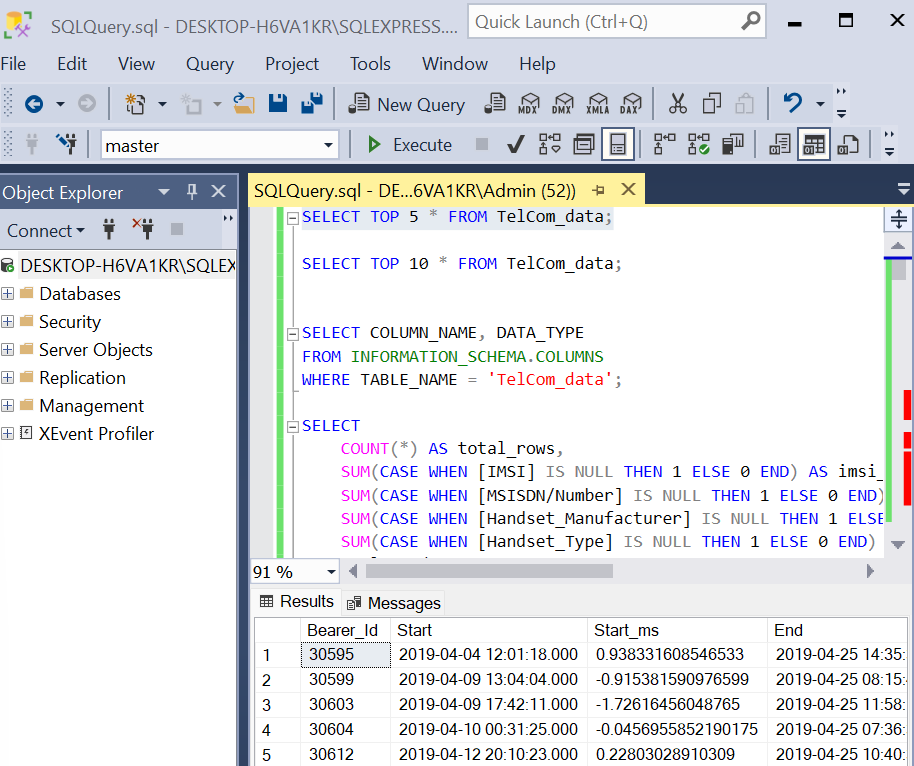 SQLQuery.sql - DESKTOP-H6VA1KR\SQLEXPRESS....
Quick Launch (Ctrl+Q)
File Edit View Query Project Tools Window Help
New Query MDX DMX XMLA DAX
master Execute
Object Explorer
SQLQuery.sql - DE...6VA1KR\Admin (52))
Connect
DESKTOP-H6VA1KR\SQLEX
Databases
Security
Server Objects
Replication
Management
XEvent Profiler
SELECT TOP 5 * FROM TelCom_data;
SELECT TOP 10 * FROM TelCom_data;
SELECT COLUMN_NAME, DATA_TYPE
FROM INFORMATION_SCHEMA.COLUMNS
WHERE TABLE_NAME = 'TelCom_data';
SELECT
COUNT(*) AS total_rows,
SUM(CASE WHEN [IMSI] IS NULL THEN 1 ELSE 0 END) AS imsi_
SUM(CASE WHEN [MSISDN/Number] IS NULL THEN 1 ELSE 0 END)
SUM(CASE WHEN [Handset_Manufacturer] IS NULL THEN 1 ELSE
SUM(CASE WHEN [Handset_Type] IS NULL THEN 1 ELSE 0 END)
91 %
Results Messages
Bearer_Id Start Start_ms End
1 30595 2019-04-04 12:01:18.000 0.938331608546533 2019-04-25 14:35:
2 30599 2019-04-09 13:04:04.000 -0.915381590976599 2019-04-25 08:15:
3 30603 2019-04-09 17:42:11.000 -1.72616456048765 2019-04-25 11:58:
4 30604 2019-04-10 00:31:25.000 -0.0456955852190175 2019-04-25 07:36:
5 30612 2019-04-12 20:10:23.000 0.22803028910309 2019-04-25 10:40: